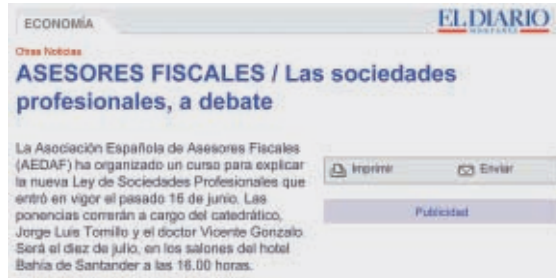 ECONOMÍA
EL DIARIO
MONTAÑES
Otras Noticias
ASESORES FISCALES / Las sociedades
profesionales, a debate
La Asociación Española de Asesores Fiscales
(AEDAF) ha organizado un curso para explicar
la nueva Ley de Sociedades Profesionales que
entró en vigor el pasado 16 de junio. Las
ponencias correrán a cargo del catedrático,
Jorge Luis Tomillo y el doctor Vicente Gonzalo.
Será el diez de julio, en los salones del hotel
Bahía de Santander a las 16.00 horas.
Imprimir
Enviar
Publicidad